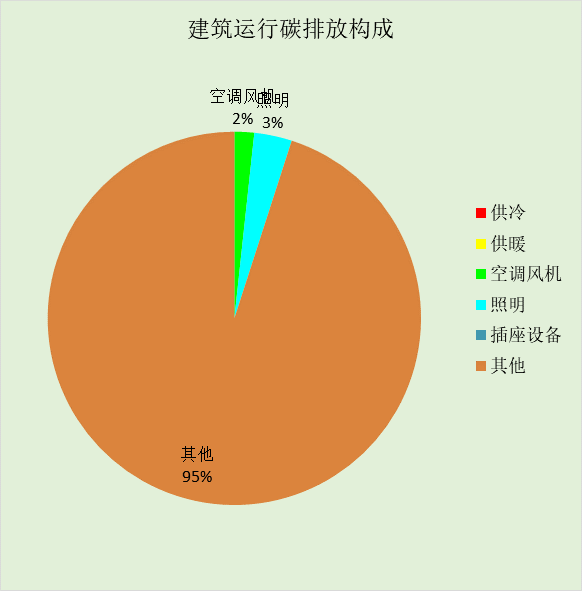 建筑运行碳排放构成
空调风机
2%
照明
3%
其他
95%
供冷
供暖
空调风机
照明
插座设备
其他